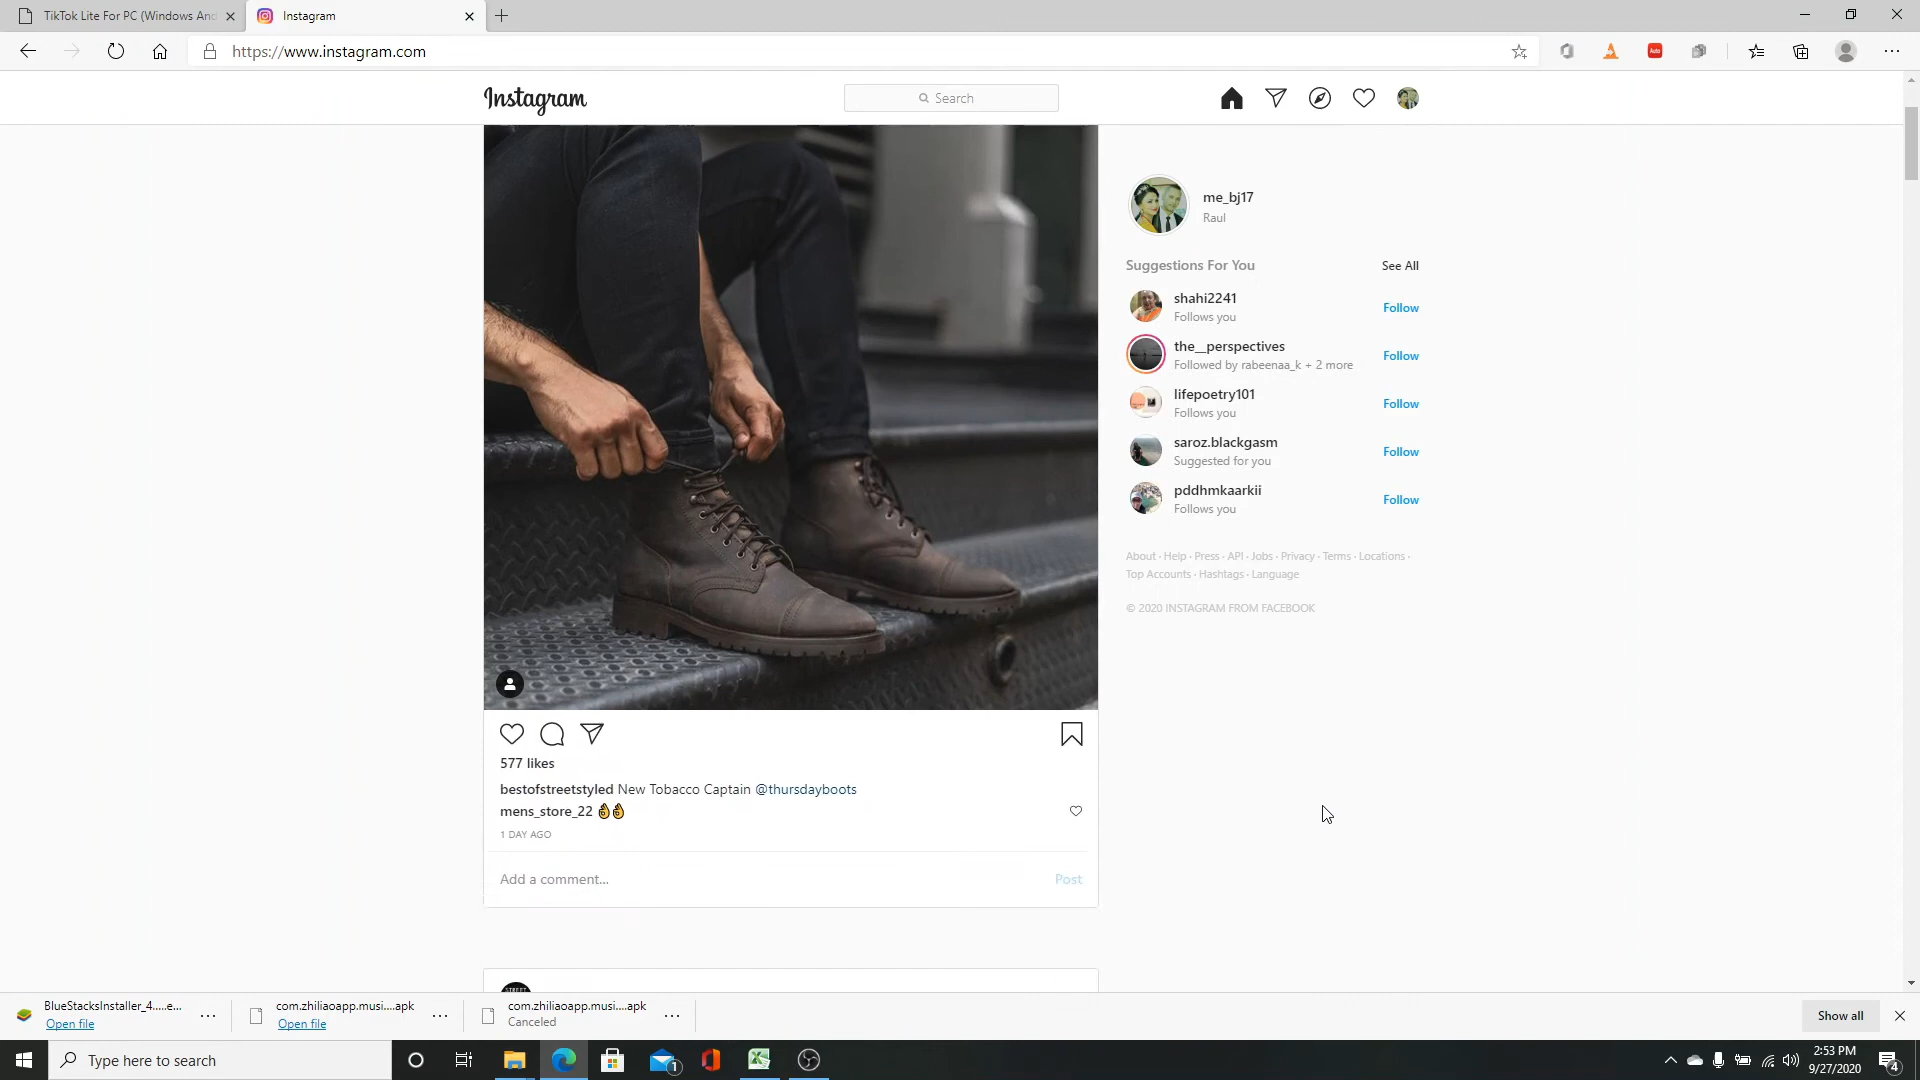 TikTok Lite For PC (Windows And
Instagram
https://www.instagram.com
Auto
Instagram
Search
me_bj17
Raul
Suggestions For You
See All
shahi2241
Follows you
Follow
the__perspectives
Followed by rabeenaa_k + 2 more
Follow
lifepoetry101
Follows you
Follow
saroz.blackgasm
Suggested for you
Follow
pddhmkaarkii
Follows you
Follow
About · Help · Press · API · Jobs · Privacy · Terms · Locations ·
Top Accounts · Hashtags · Language
© 2020 INSTAGRAM FROM FACEBOOK
577 likes
bestofstreetstyled New Tobacco Captain @thursdayboots
mens_store_22 👌👌
1 DAY AGO
Add a comment...
Post
STREET
BlueStacksInstaller_4.....e...
Open file
com.zhiliaoapp.musi....apk
Open file
com.zhiliaoapp.musi....apk
Canceled
Show all
Type here to search
1
2:53 PM
9/27/2020
4